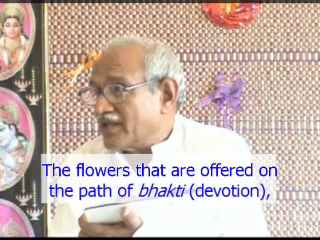 The flowers that are offered on
the path of bhakti (devotion),